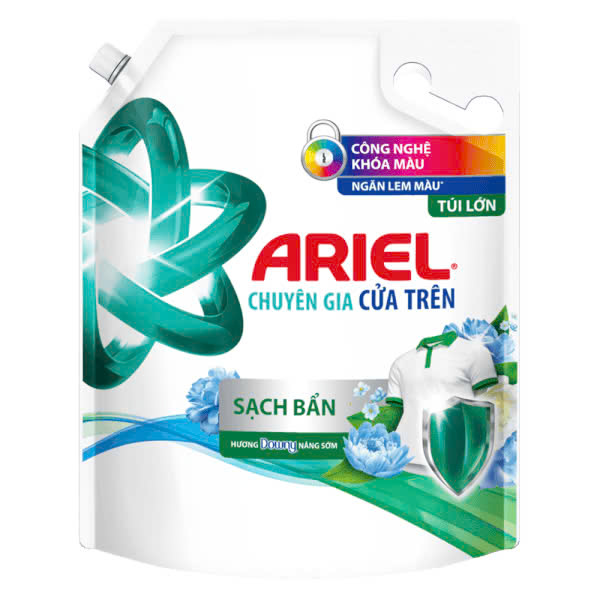 CÔNG NGHỆ
KHÓA MÀU
NGĂN LEM MÀU*
TÚI LỚN
ARIEL®
CHUYÊN GIA CỬA TRÊN
SẠCH BẨN
HƯƠNG Downy NẮNG SỚM